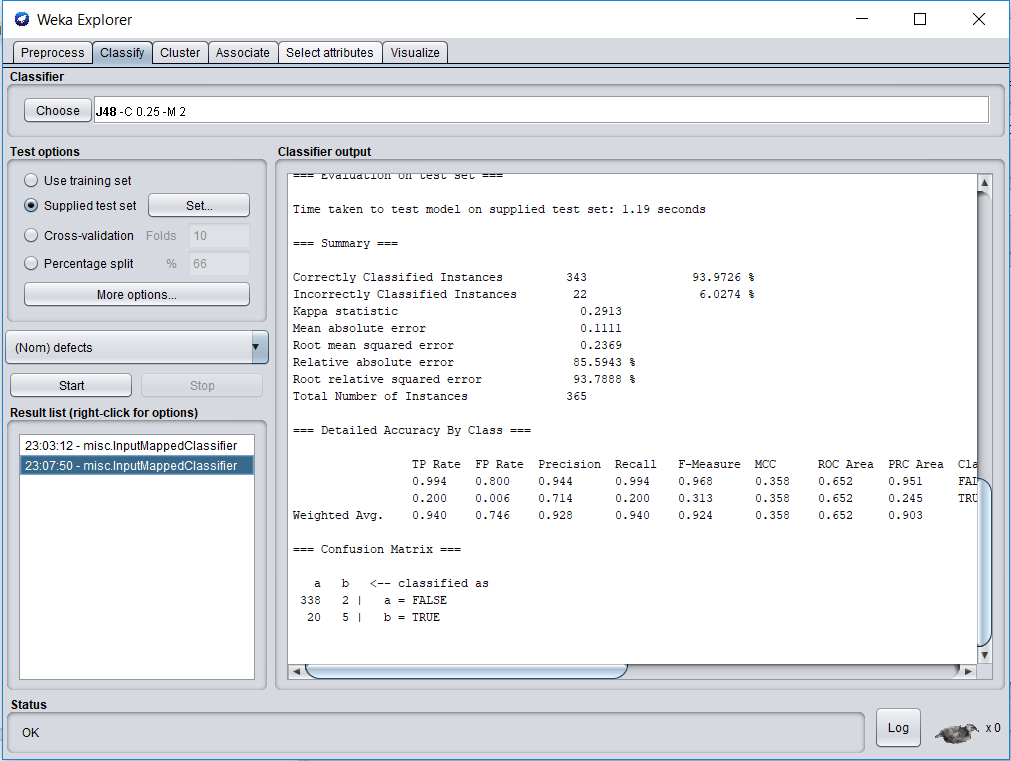 Weka Explorer
Preprocess Classify Cluster Associate Select attributes Visualize
Classifier
Choose J48 -C 0.25 -M 2
Test options
Use training set
Supplied test set Set...
Cross-validation Folds 10
Percentage split % 66
More options...
(Nom) defects
Start Stop
Result list (right-click for options)
23:03:12 - misc.InputMappedClassifier
23:07:50 - misc.InputMappedClassifier
Classifier output
=== Evaluation on test set ===
Time taken to test model on supplied test set: 1.19 seconds
=== Summary ===
Correctly Classified Instances 343 93.9726 %
Incorrectly Classified Instances 22 6.0274 %
Kappa statistic 0.2913
Mean absolute error 0.1111
Root mean squared error 0.2369
Relative absolute error 85.5943 %
Root relative squared error 93.7888 %
Total Number of Instances 365
=== Detailed Accuracy By Class ===
TP Rate FP Rate Precision Recall F-Measure MCC ROC Area PRC Area Cla
0.994 0.800 0.944 0.994 0.968 0.358 0.652 0.951 FAL
0.200 0.006 0.714 0.200 0.313 0.358 0.652 0.245 TRU
Weighted Avg. 0.940 0.746 0.928 0.940 0.924 0.358 0.652 0.903
=== Confusion Matrix ===
a b <-- classified as
338 2 | a = FALSE
20 5 | b = TRUE
Status
OK
Log x 0